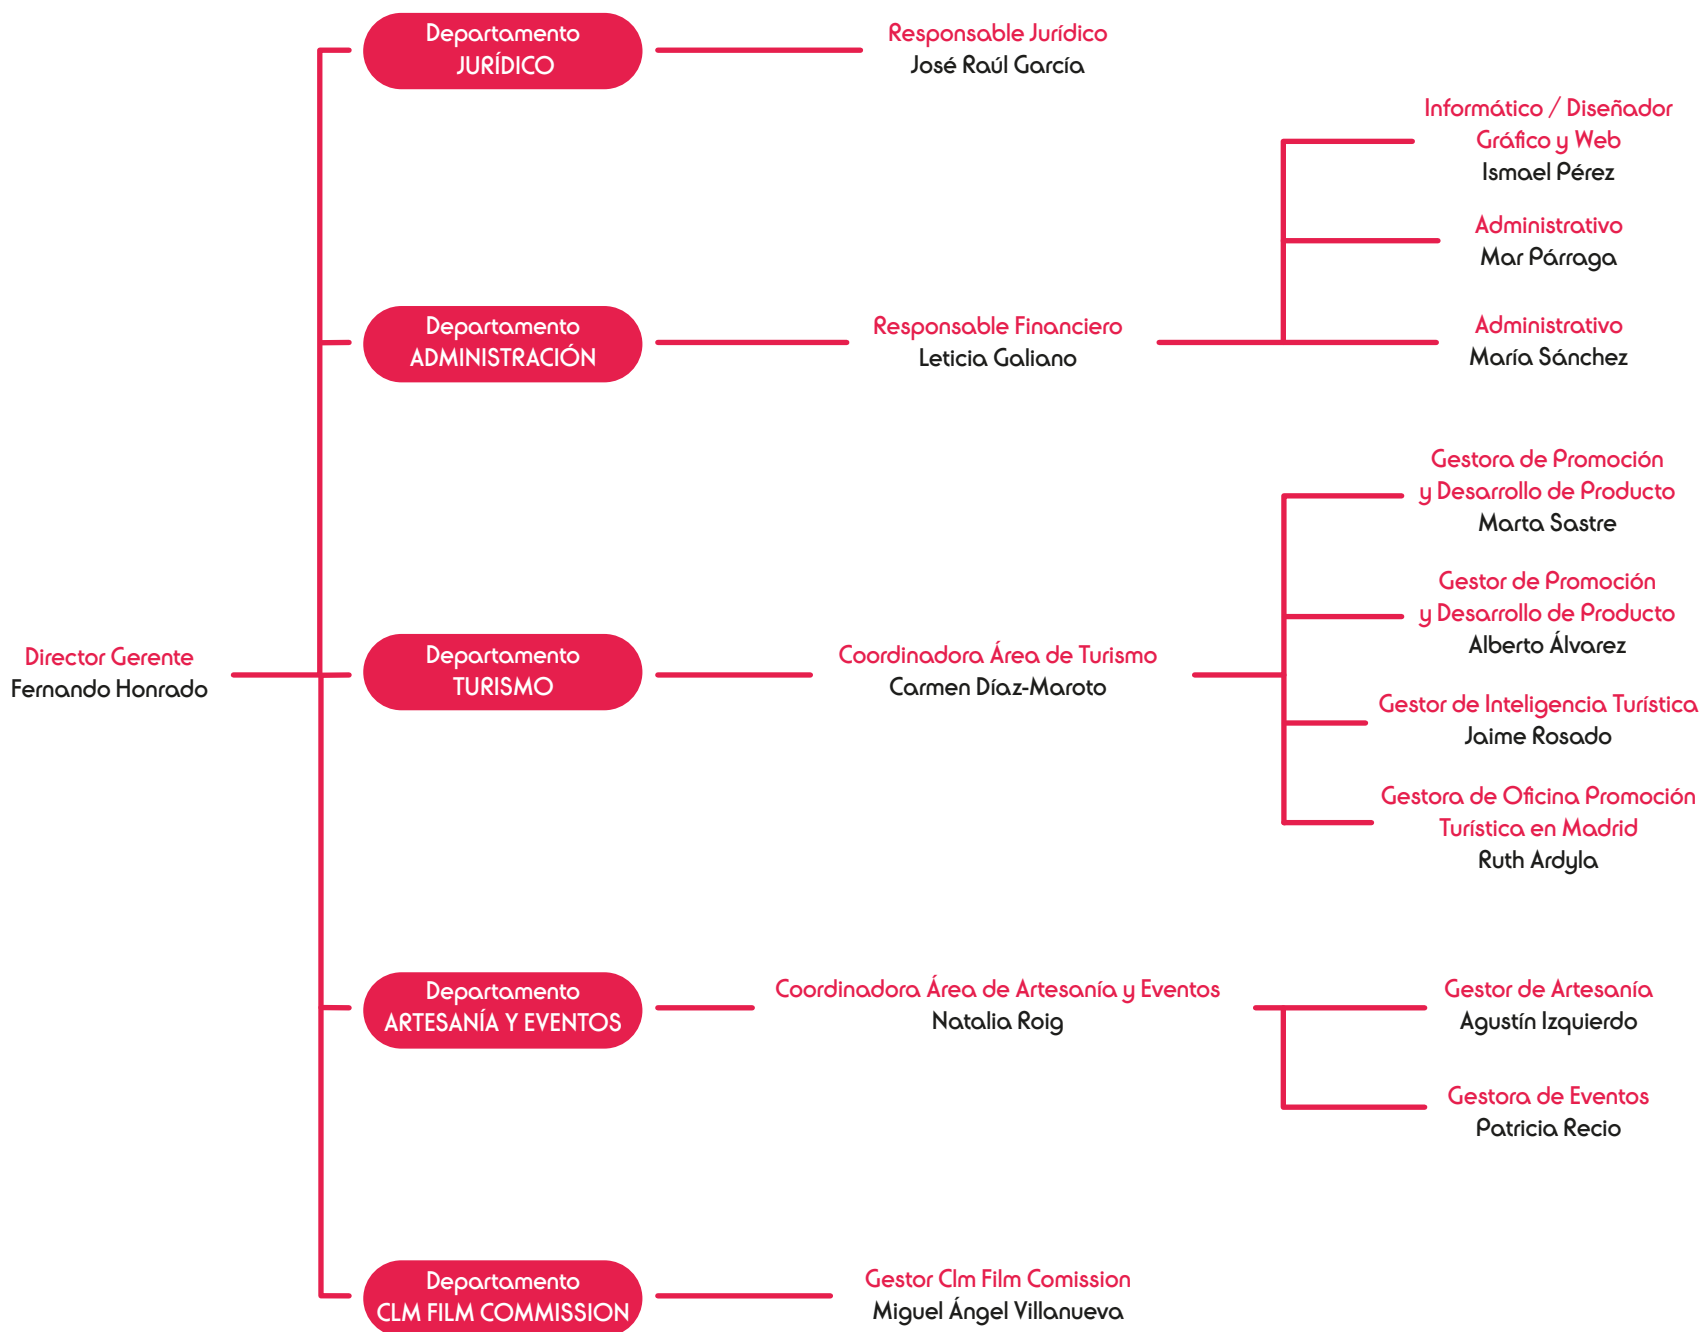 Director Gerente
Fernando Honrado
Departamento
JURÍDICO
Responsable Jurídico
José Raúl García
Departamento
ADMINISTRACIÓN
Responsable Financiero
Leticia Galiano
Informático / Diseñador
Gráfico y Web
Ismael Pérez
Administrativo
Mar Párraga
Administrativo
María Sánchez
Departamento
TURISMO
Coordinadora Área de Turismo
Carmen Díaz-Maroto
Gestora de Promoción
y Desarrollo de Producto
Marta Sastre
Gestor de Promoción
y Desarrollo de Producto
Alberto Álvarez
Gestor de Inteligencia Turística
Jaime Rosado
Gestora de Oficina Promoción
Turística en Madrid
Ruth Ardyla
Departamento
ARTESANÍA Y EVENTOS
Coordinadora Área de Artesanía y Eventos
Natalia Roig
Gestor de Artesanía
Agustín Izquierdo
Gestora de Eventos
Patricia Recio
Departamento
CLM FILM COMMISSION
Gestor Clm Film Comission
Miguel Ángel Villanueva